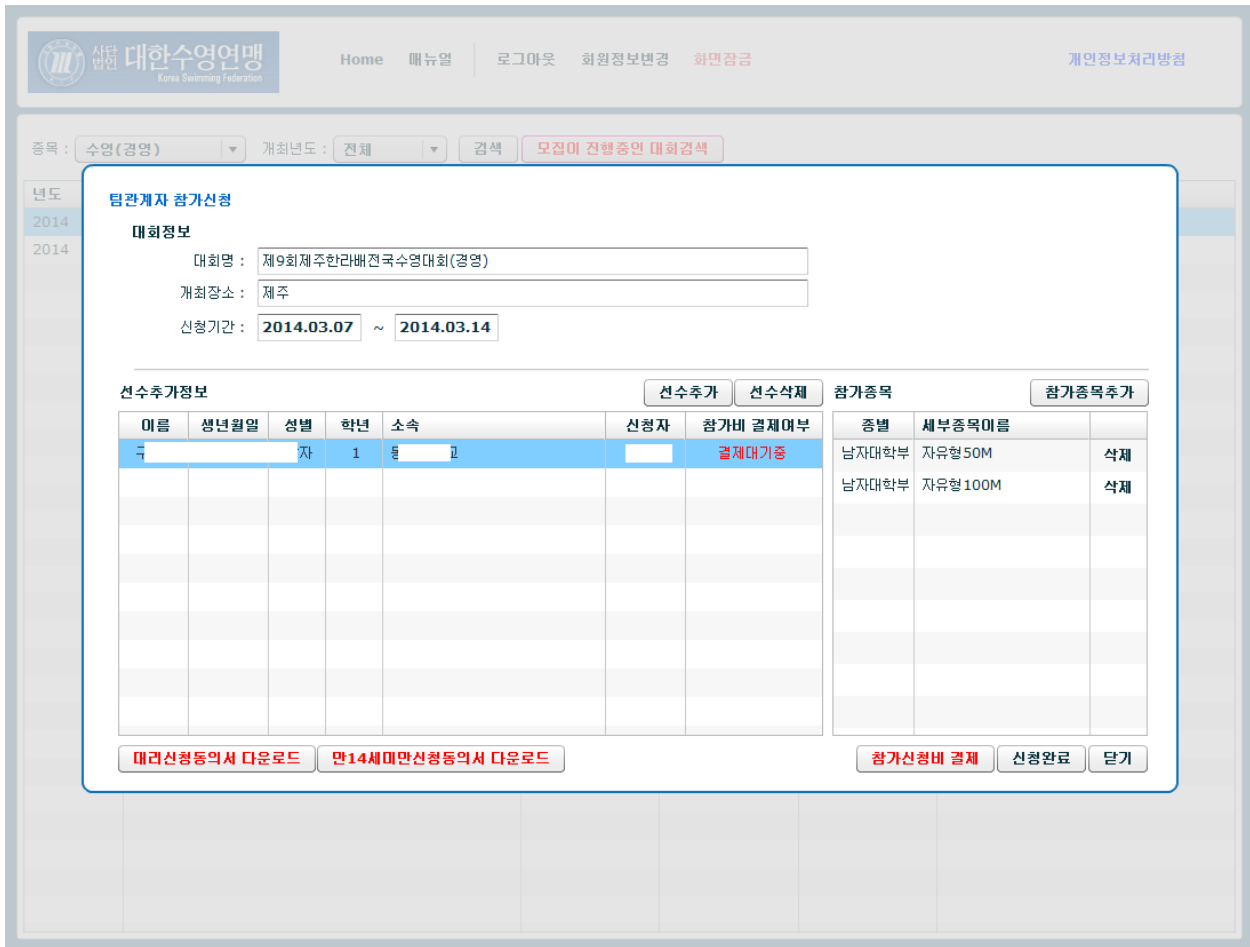 사단법인 대한수영연맹
Korea Swimming Federation
Home 매뉴얼 로그아웃 회원정보변경 화면잠금 개인정보처리방침
종목 : 수영(경영) 개최년도 : 전체 검색 모집이 진행중인 대회검색
년도
2014
2014
팀관계자 참가신청
대회정보
대회명 : 제9회제주한라배전국수영대회(경영)
개최장소 : 제주
신청기간 : 2014.03.07 ~ 2014.03.14
선수추가정보 선수추가 선수삭제 참가종목 참가종목추가
이름 생년월일 성별 학년 소속 신청자 참가비 결제여부 종별 세부종목이름
자 1 결제대기중 남자대학부 자유형50M 삭제
남자대학부 자유형100M 삭제
대리신청동의서 다운로드 만14세미만신청동의서 다운로드 참가신청비 결제 신청완료 닫기